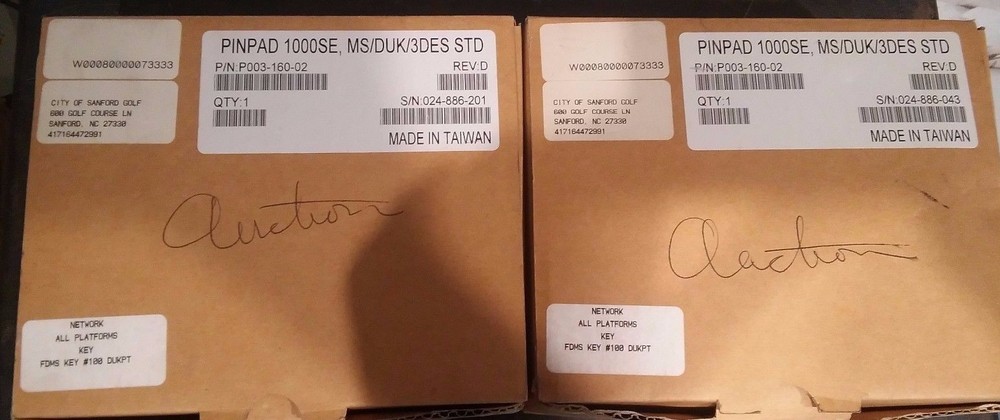 W00080000073333
CITY OF SANFORD GOLF
600 GOLF COURSE LN
SANFORD, NC 27330
417164472991
PINPAD 1000SE, MS/DUK/3DES STD
P/N:P003-160-02
REV:D
QTY:1
S/N:024-886-201
MADE IN TAIWAN
Auction
NETWORK
ALL PLATFORMS
KEY
FDMS KEY #100 DUKPT
W00080000073333
CITY OF SANFORD GOLF
600 GOLF COURSE LN
SANFORD, NC 27330
417164472991
PINPAD 1000SE, MS/DUK/3DES STD
P/N:P003-160-02
REV:D
QTY:1
S/N:024-886-043
MADE IN TAIWAN
Auction
NETWORK
ALL PLATFORMS
KEY
FDMS KEY #100 DUKPT